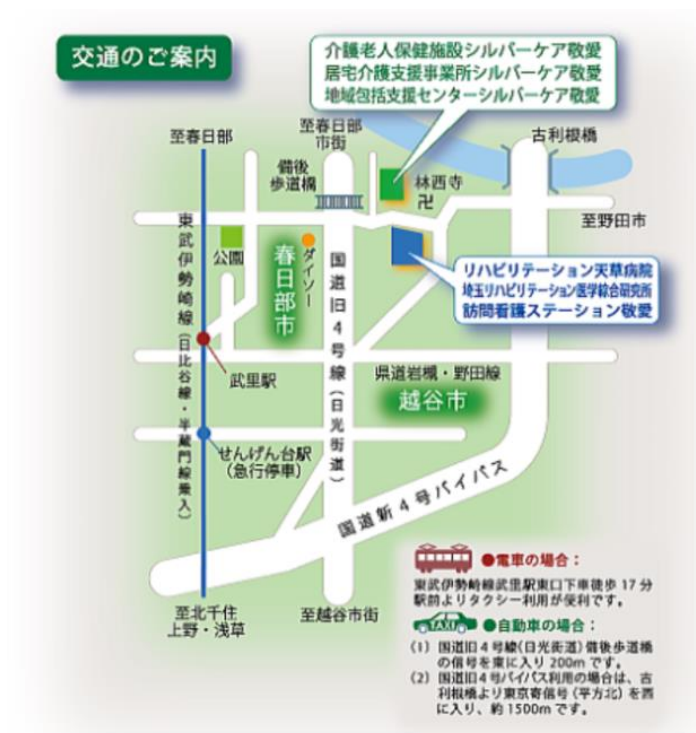 交通のご案内
介護老人保健施設シルバーケア敬愛
居宅介護支援事業所シルバーケア敬愛
地域包括支援センターシルバーケア敬愛
至春日部
至春日部
市街
古利根橋
備後
歩道橋
林西寺
卍
至野田市
東武伊勢崎線(日比谷線・半蔵門線乗入)
公園
春日部市
ダイソー
国道旧4号線(日光街道)
リハビリテーション天草病院
埼玉リハビリテーション医学綜合研究所
訪問看護ステーション敬愛
武里駅
県道岩槻・野田線
越谷市
せんげん台駅
(急行停車)
国道新4号バイパス
至北千住
上野・浅草
至越谷市街
●電車の場合：
東武伊勢崎線武里駅東口下車徒歩17分
駅前よりタクシー利用が便利です。
TAXI
●自動車の場合：
(1) 国道旧4号線(日光街道)備後歩道橋
の信号を東に入り200mです。
(2) 国道旧4号バイパス利用の場合は、古
利根橋より東京寄信号(平方北)を西
に入り、約1500mです。